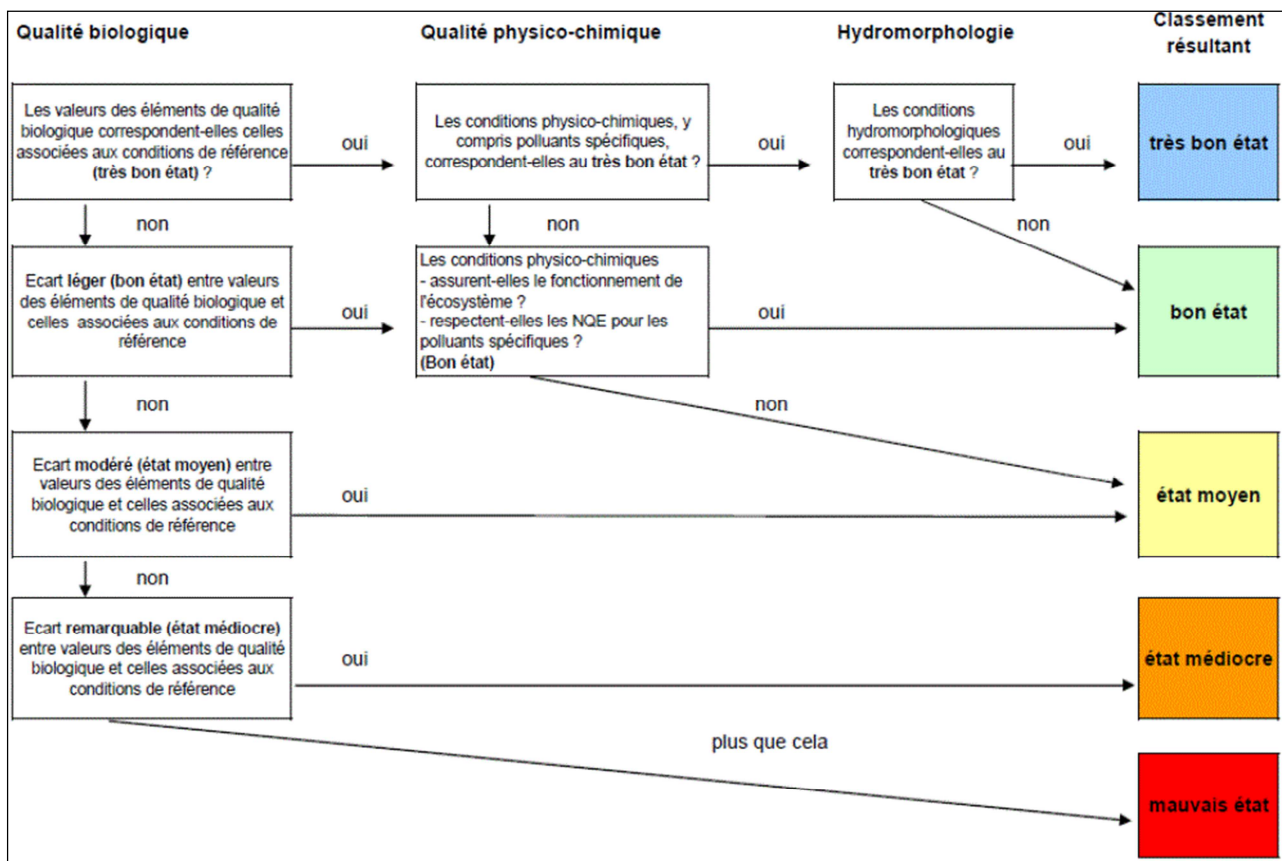 Qualité biologique
Qualité physico-chimique
Hydromorphologie
Classement
résultant
Les valeurs des éléments de qualité
biologique correspondent-elles celles
associées aux conditions de référence
(très bon état) ?
oui
Les conditions physico-chimiques, y
compris polluants spécifiques,
correspondent-elles au très bon état ?
oui
Les conditions
hydromorphologiques
correspondent-elles au
très bon état ?
oui
très bon état
non
non
non
Ecart léger (bon état) entre valeurs
des éléments de qualité biologique et
celles associées aux conditions de
référence
oui
Les conditions physico-chimiques
- assurent-elles le fonctionnement de
l'écosystème ?
- respectent-elles les NQE pour les
polluants spécifiques ?
(Bon état)
oui
bon état
non
non
Ecart modéré (état moyen) entre
valeurs des éléments de qualité
biologique et celles associées aux
conditions de référence
oui
état moyen
non
Ecart remarquable (état médiocre)
entre valeurs des éléments de qualité
biologique et celles associées aux
conditions de référence
oui
état médiocre
plus que cela
mauvais état